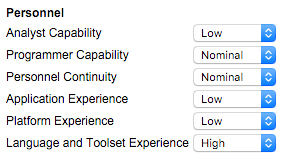 Personnel
Analyst Capability Low
Programmer Capability Nominal
Personnel Continuity Nominal
Application Experience Low
Platform Experience Low
Language and Toolset Experience High